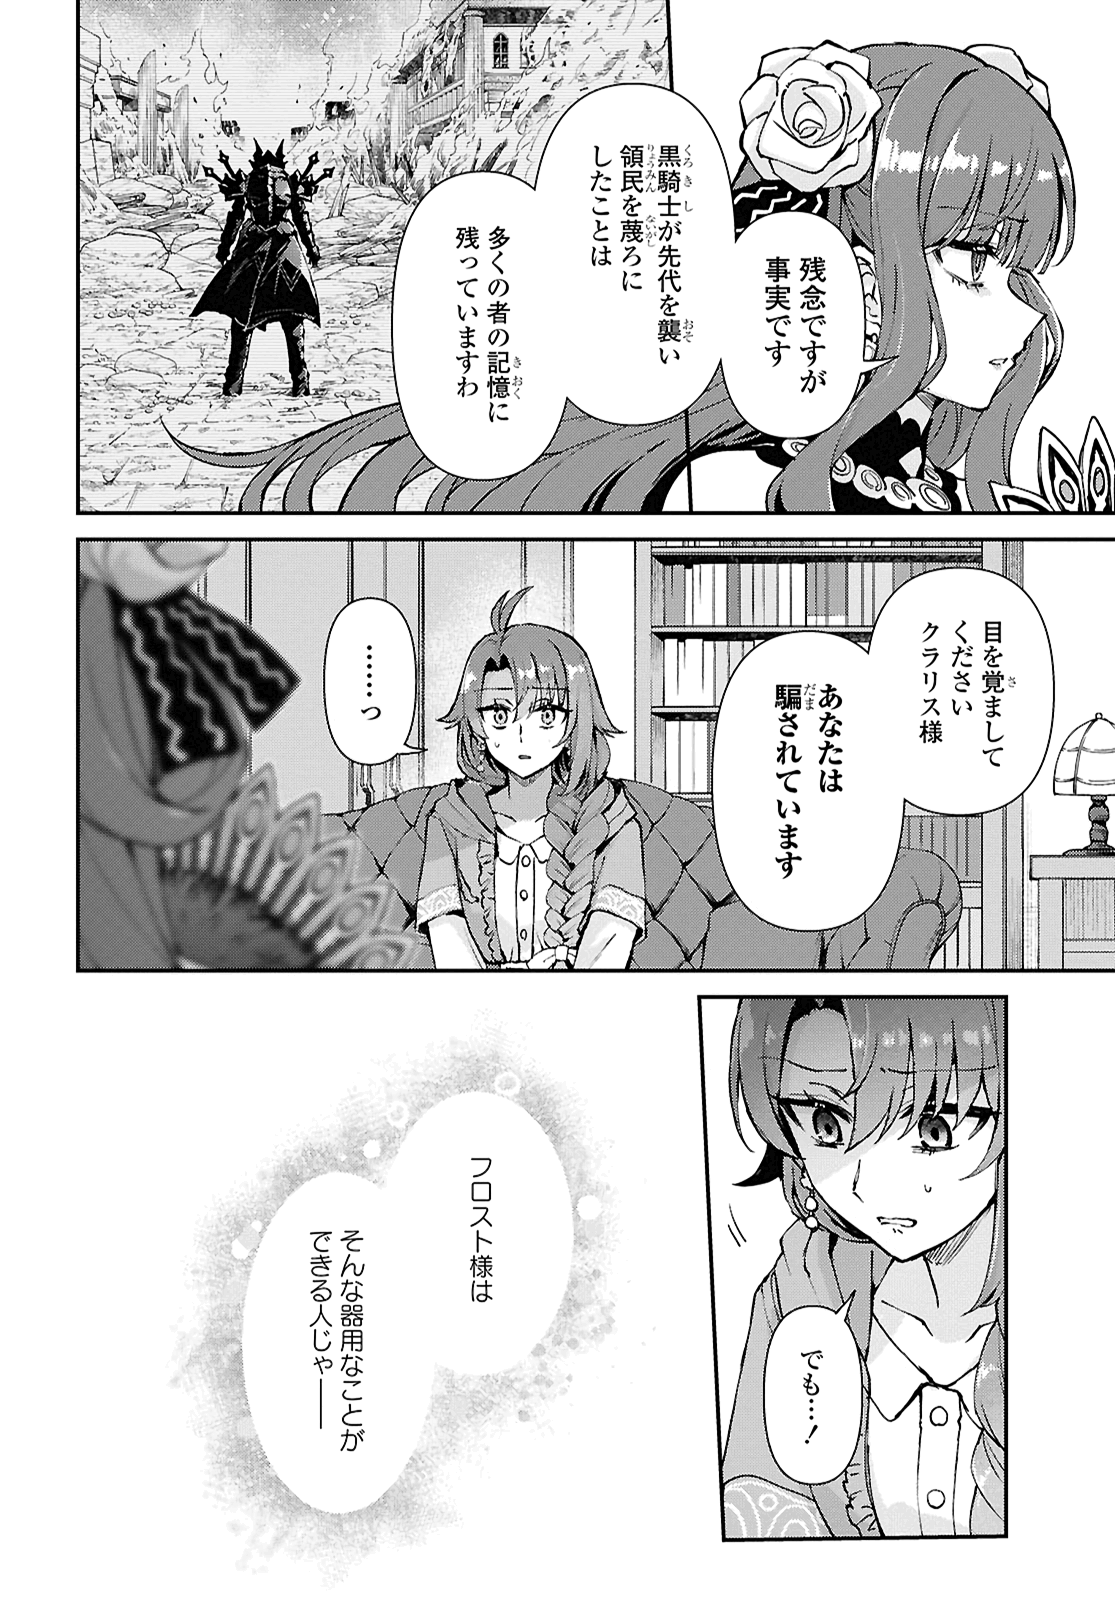 残念ですが
事実です
黒騎士が先代を襲い
領民を蔑ろに
したことは
多くの者の記憶に
残っていますわ
目を覚まして
ください
クラリス様
あなたは
騙されています
……っ
でも…！
フロスト様は
そんな器用なことが
できる人じゃ――